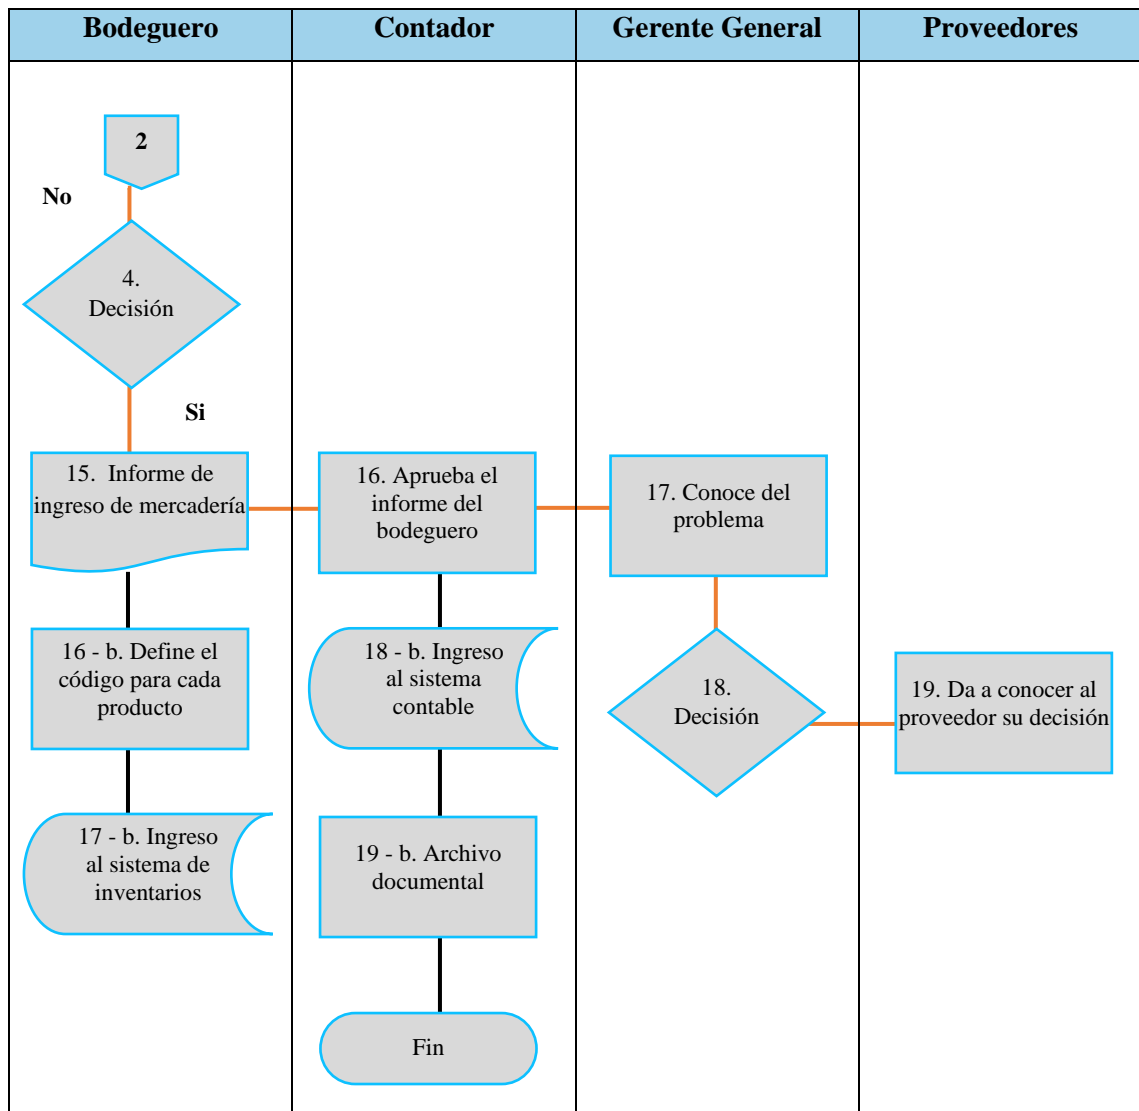 Bodeguero
Contador
Gerente General
Proveedores
2
No
4.
Decisión
Si
15. Informe de
ingreso de mercadería
16. Aprueba el
informe del
bodeguero
17. Conoce del
problema
16 - b. Define el
código para cada
producto
18 - b. Ingreso
al sistema
contable
18.
Decisión
19. Da a conocer al
proveedor su decisión
17 - b. Ingreso
al sistema de
inventarios
19 - b. Archivo
documental
Fin